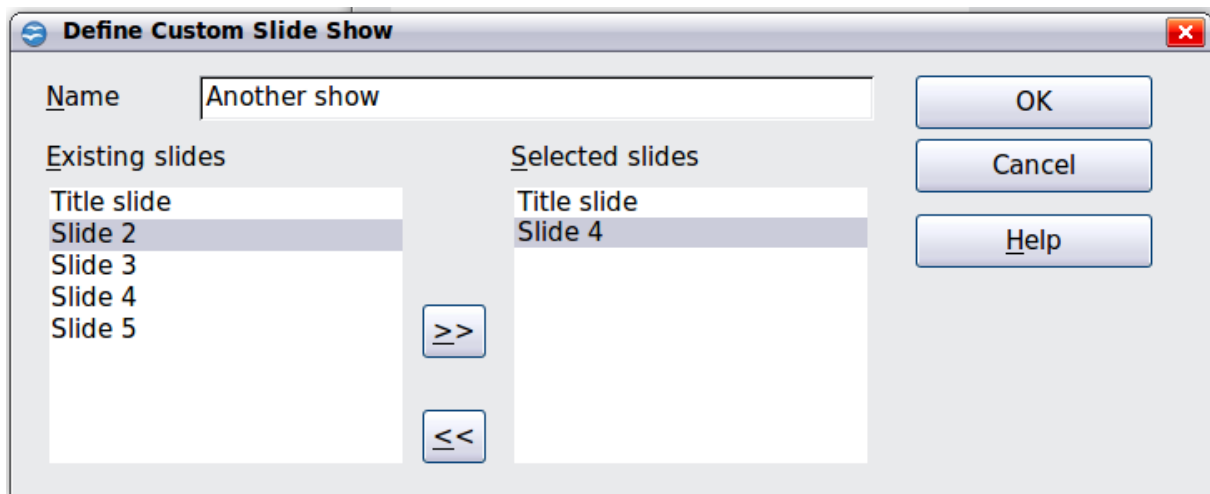 Define Custom Slide Show
Name
Another show
OK
Existing slides
Selected slides
Cancel
Title slide
Slide 2
Slide 3
Slide 4
Slide 5
Title slide
Slide 4
Help
>>
<<